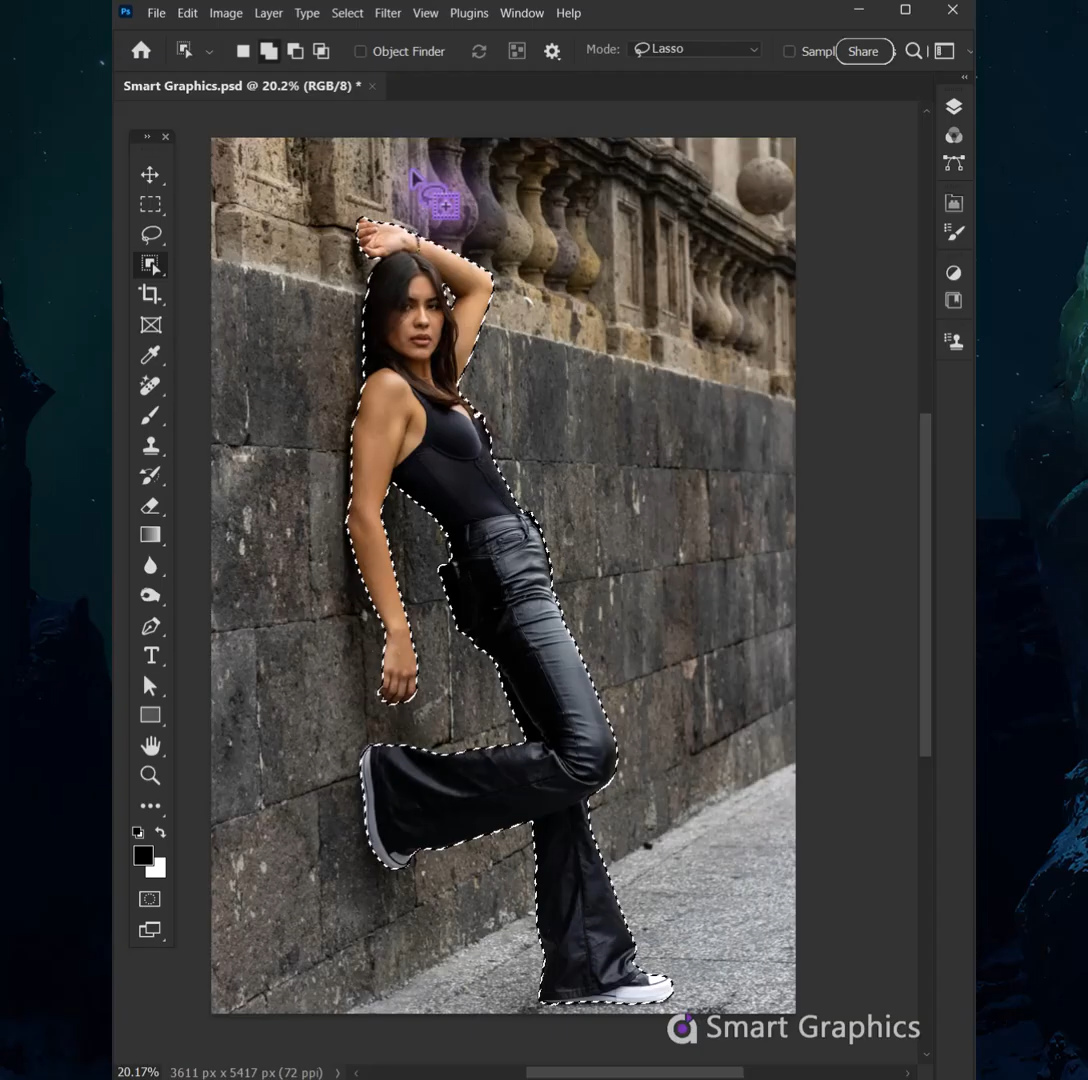 Ps File Edit Image Layer Type Select Filter View Plugins Window Help
Object Finder Mode: Lasso Sampl Share
Smart Graphics.psd @ 20.2% (RGB/8) *
T
Smart Graphics
20.17% 3611 px x 5417 px (72 ppi)